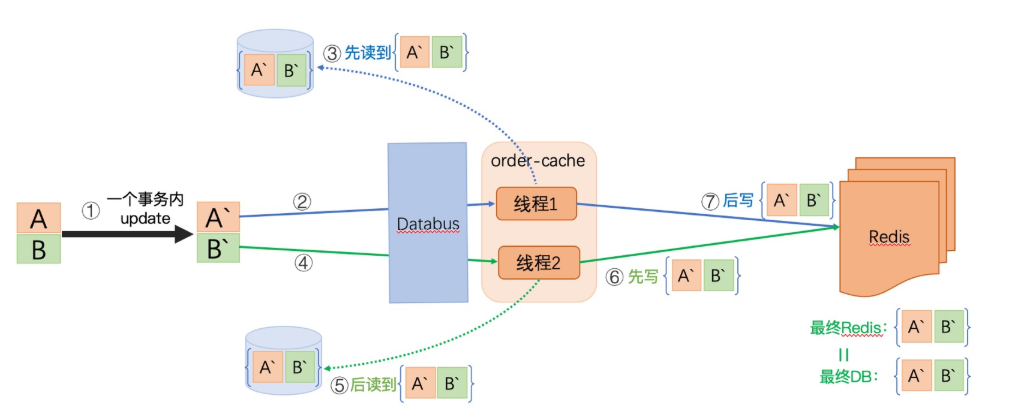 A` B`
③ 先读到 A` B`
order-cache
A
B
① 一个事务内
update
A`
B`
②
④
Databus
线程1
线程2
⑦ 后写 A` B`
⑥ 先写 A` B`
Redis
A` B`
⑤ 后读到 A` B`
最终Redis: A` B`
=
最终DB: A` B`